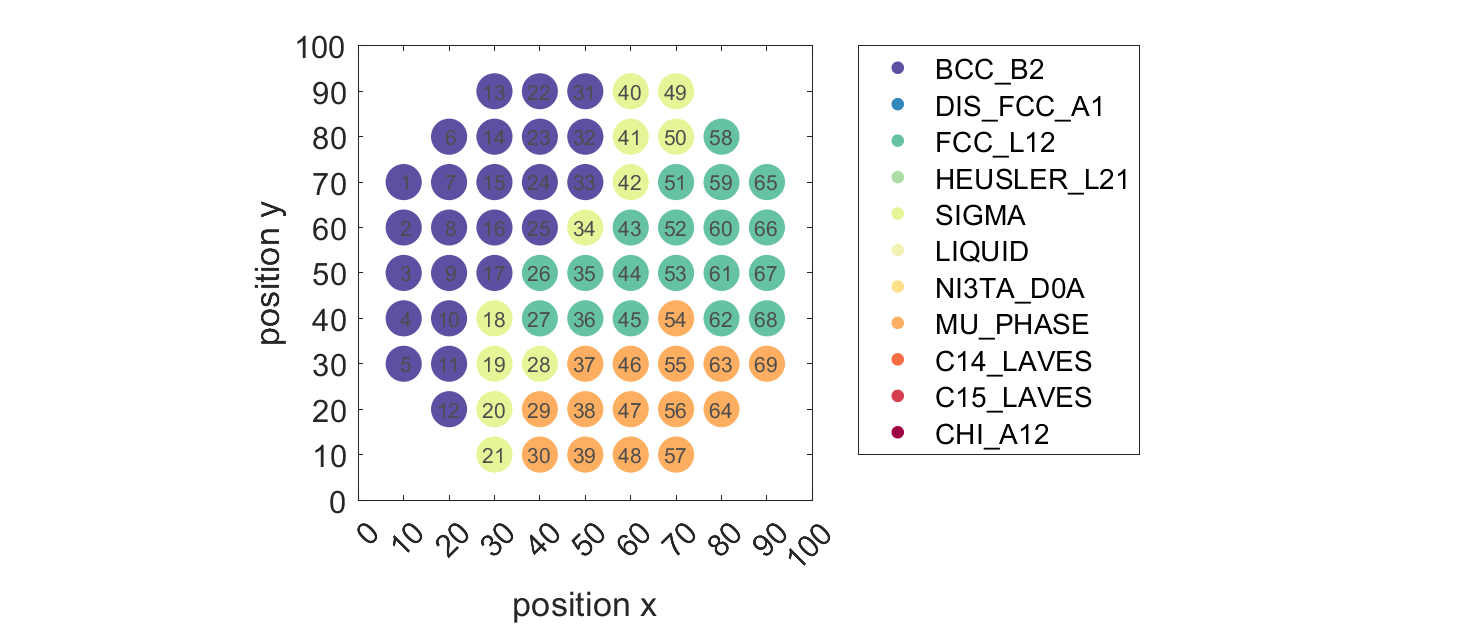 100
90 13 22 31 40 49
80 6 14 23 32 41 50 58
70 1 7 15 24 33 42 51 59 65
60 2 8 16 25 34 43 52 60 66
50 3 9 17 26 35 44 53 61 67
40 4 10 18 27 36 45 54 62 68
30 5 11 19 28 37 46 55 63 69
20 12 20 29 38 47 56 64
10 21 30 39 48 57
0
position y
0 10 20 30 40 50 60 70 80 90 100
position x
BCC_B2
DIS_FCC_A1
FCC_L12
HEUSLER_L21
SIGMA
LIQUID
NI3TA_D0A
MU_PHASE
C14_LAVES
C15_LAVES
CHI_A12